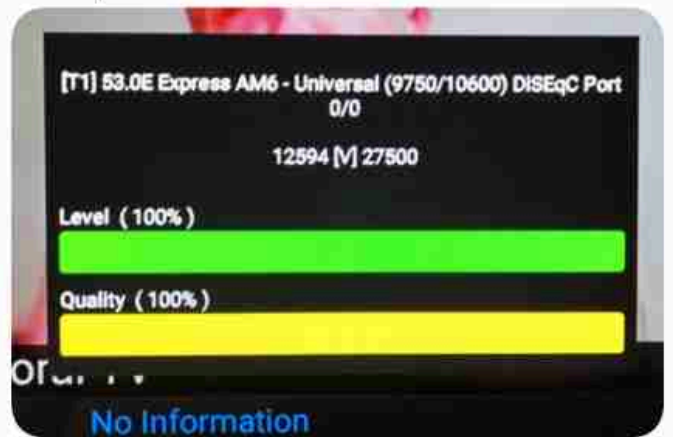 [T1] 53.0E Express AM6 - Universal (9750/10600) DiSEqC Port
0/0
12594 [V] 27500
Level ( 100% )
Quality ( 100% )
No Information